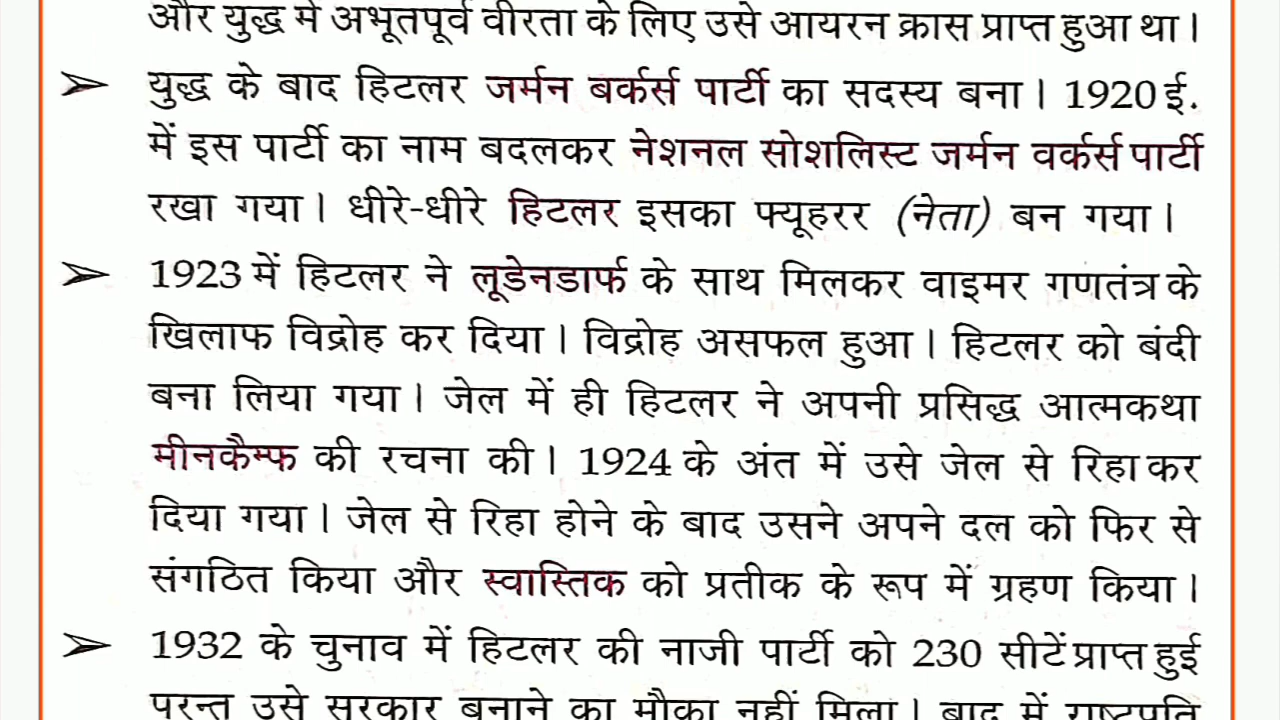 और युद्ध में अभूतपूर्व वीरता के लिए उसे आयरन क्रास प्राप्त हुआ था।
➢ युद्ध के बाद हिटलर जर्मन वर्कर्स पार्टी का सदस्य बना। 1920 ई.
में इस पार्टी का नाम बदलकर नेशनल सोशलिस्ट जर्मन वर्कर्स पार्टी
रखा गया। धीरे-धीरे हिटलर इसका फ्यूहरर (नेता) बन गया।
➢ 1923 में हिटलर ने लूडेनडार्फ के साथ मिलकर वाइमर गणतंत्र के
खिलाफ विद्रोह कर दिया। विद्रोह असफल हुआ। हिटलर को बंदी
बना लिया गया। जेल में ही हिटलर ने अपनी प्रसिद्ध आत्मकथा
मीनकैम्फ की रचना की। 1924 के अंत में उसे जेल से रिहा कर
दिया गया। जेल से रिहा होने के बाद उसने अपने दल को फिर से
संगठित किया और स्वास्तिक को प्रतीक के रूप में ग्रहण किया।
➢ 1932 के चुनाव में हिटलर की नाजी पार्टी को 230 सीटें प्राप्त हुई
परन्तु उसे सरकार बनाने का मौका नहीं मिला। बाद में राष्ट्रपति